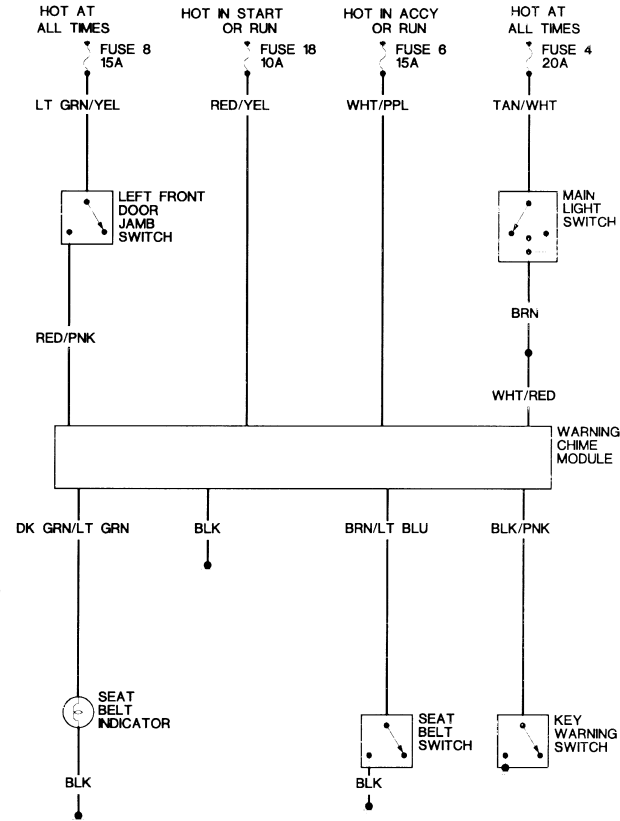 HOT AT
ALL TIMES
HOT IN START
OR RUN
HOT IN ACCY
OR RUN
HOT AT
ALL TIMES
FUSE 8
15A
FUSE 18
10A
FUSE 6
15A
FUSE 4
20A
LT GRN/YEL
RED/YEL
WHT/PPL
TAN/WHT
LEFT FRONT
DOOR
JAMB
SWITCH
MAIN
LIGHT
SWITCH
BRN
RED/PNK
WHT/RED
WARNING
CHIME
MODULE
DK GRN/LT GRN
BLK
BRN/LT BLU
BLK/PNK
SEAT
BELT
INDICATOR
SEAT
BELT
SWITCH
KEY
WARNING
SWITCH
BLK
BLK